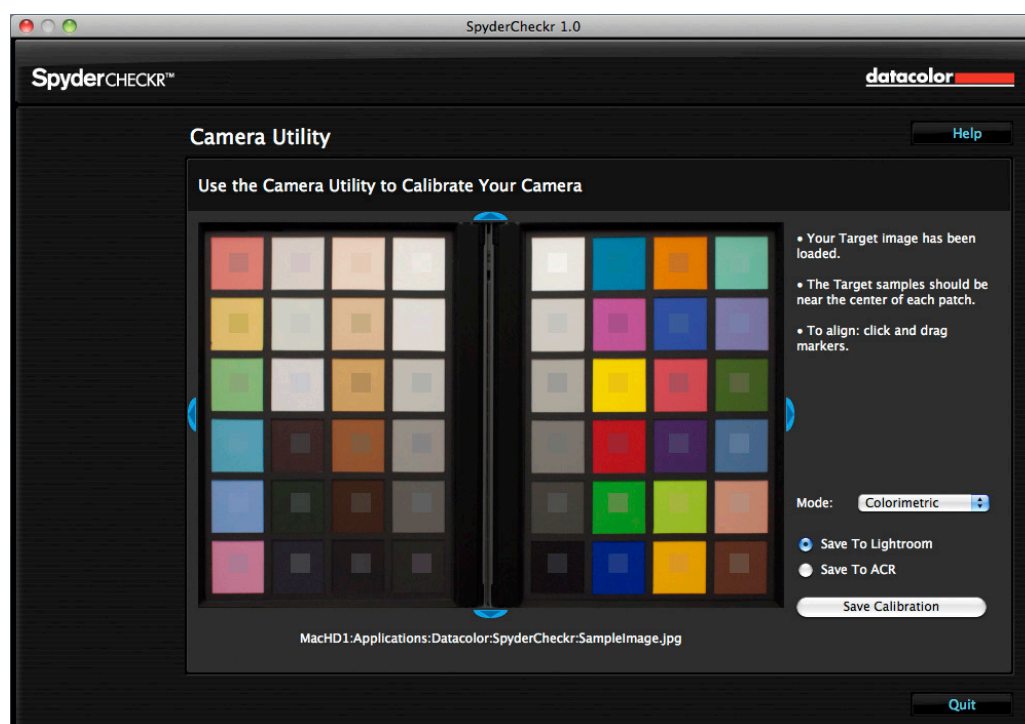 SpyderCheckr 1.0
SpyderCHECKR™
datacolor
Camera Utility
Help
Use the Camera Utility to Calibrate Your Camera
• Your Target image has been
loaded.
• The Target samples should be
near the center of each patch.
• To align: click and drag
markers.
Mode: Colorimetric
Save To Lightroom
Save To ACR
Save Calibration
MacHD1:Applications:Datacolor:SpyderCheckr:SampleImage.jpg
Quit